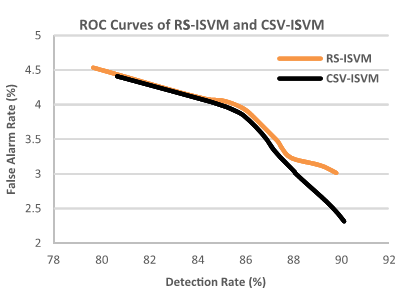 ROC Curves of RS-ISVM and CSV-ISVM
5
4.5
4
3.5
3
2.5
2
False Alarm Rate (%)
RS-ISVM
CSV-ISVM
78 80 82 84 86 88 90 92
Detection Rate (%)